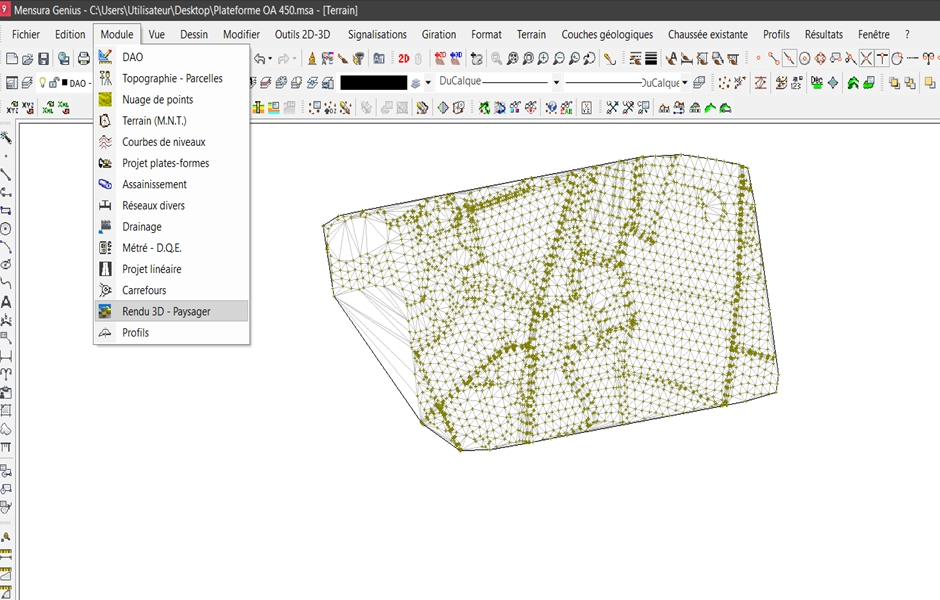 9 Mensura Genius - C:\Users\Utilisateur\Desktop\Plateforme OA 450.msa - [Terrain]
Fichier Edition Module Vue Dessin Modifier Outils 2D-3D Signalisations Giration Format Terrain Couches géologiques Chaussée existante Profils Résultats Fenêtre ?
2D
DAO DuCalque DuCalque
DAO
Topographie - Parcelles
Nuage de points
Terrain (M.N.T.)
Courbes de niveaux
Projet plates-formes
Assainissement
Réseaux divers
Drainage
Métré - D.Q.E.
Projet linéaire
Carrefours
Rendu 3D - Paysager
Profils